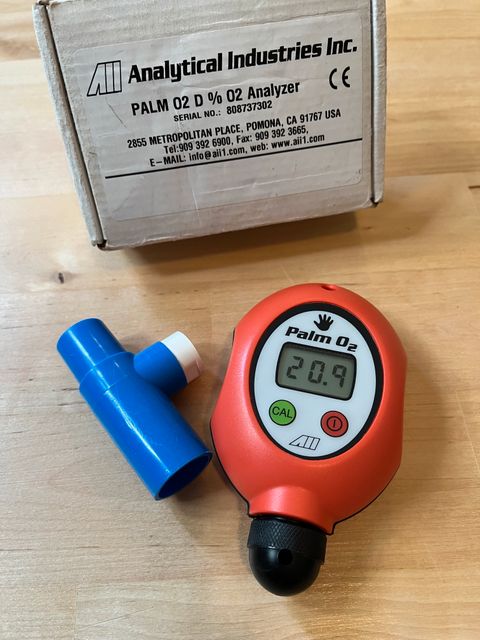 AII Analytical Industries Inc.
PALM O2 D % O2 Analyzer
SERIAL NO.: 808737302
CE
2855 METROPOLITAN PLACE, POMONA, CA 91767 USA
Tel:909 392 6900, Fax: 909 392 3665,
E-MAIL: info@aii1.com, web: www.aii1.com
Palm O2
20.9
CAL
AII